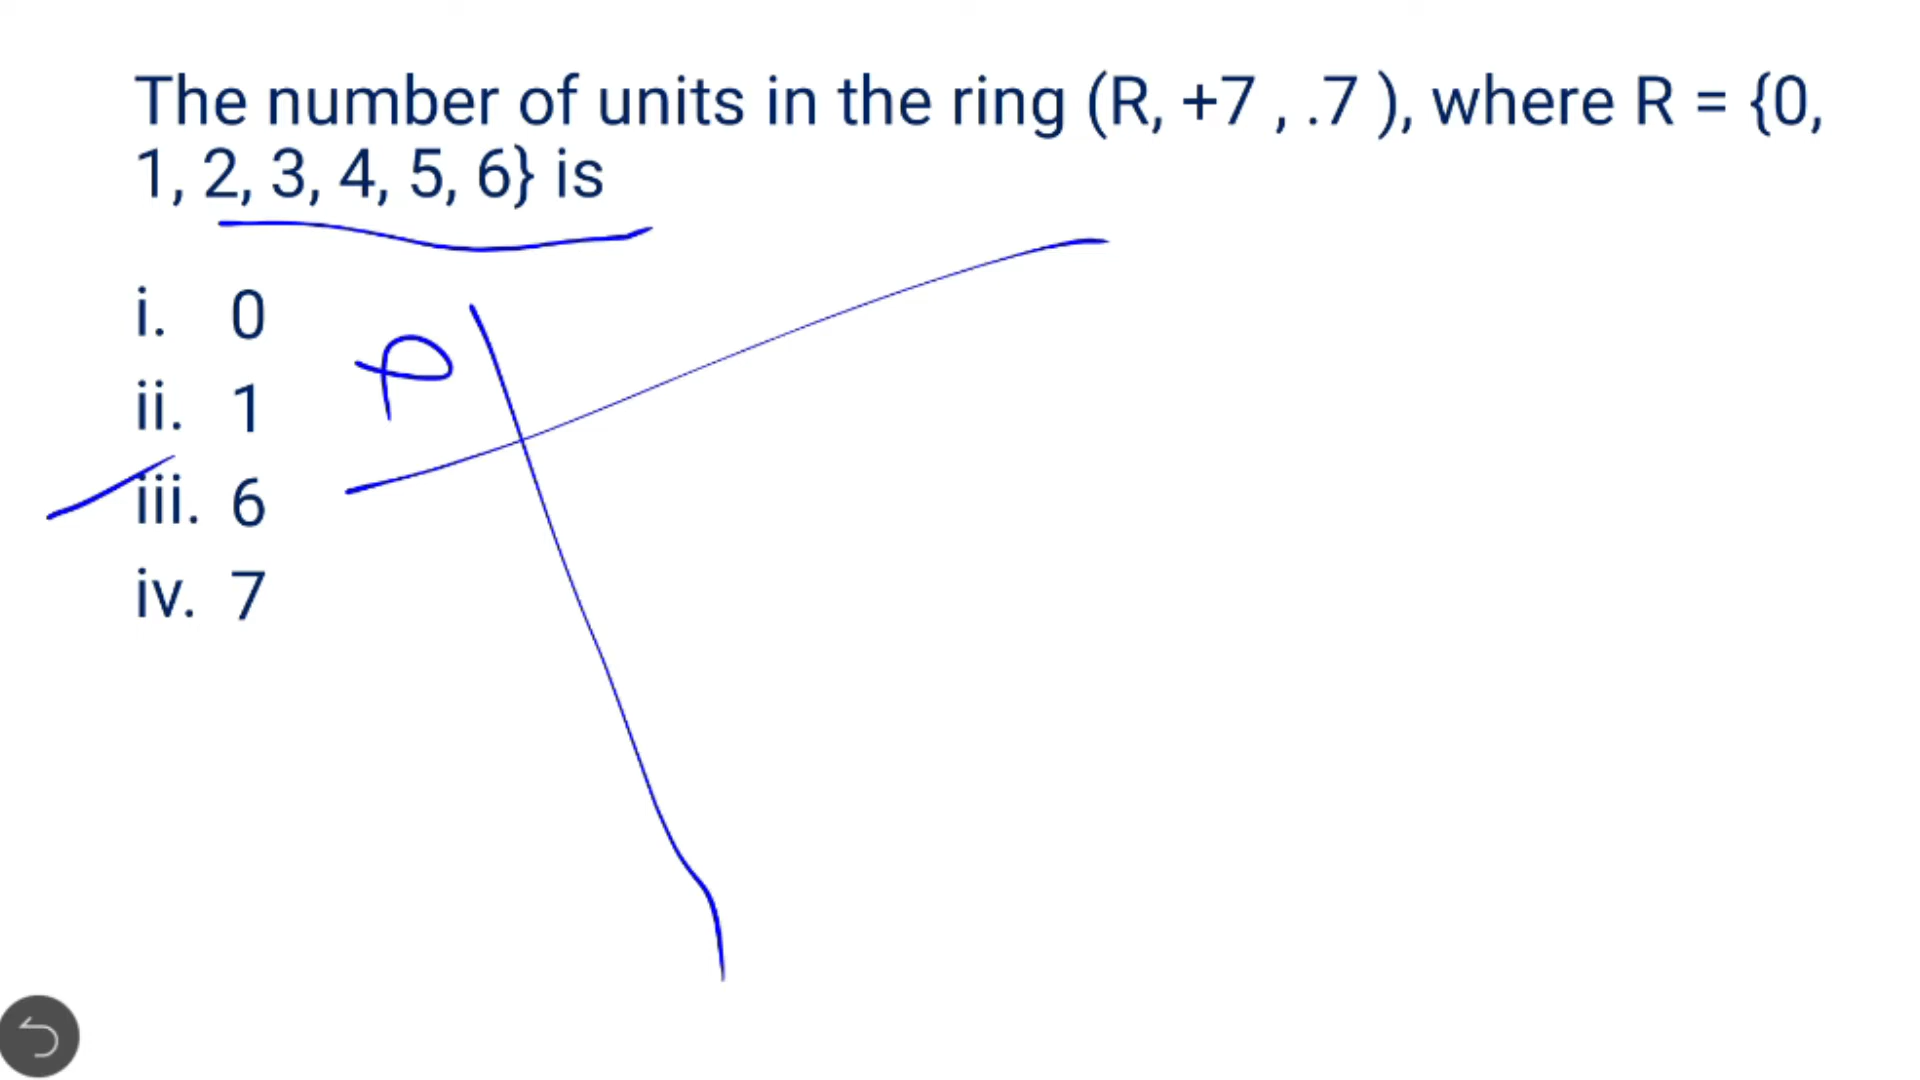 The number of units in the ring (R, +7 , .7 ), where R = {0,
1, 2, 3, 4, 5, 6} is
i. 0
ii. 1
iii. 6
iv. 7